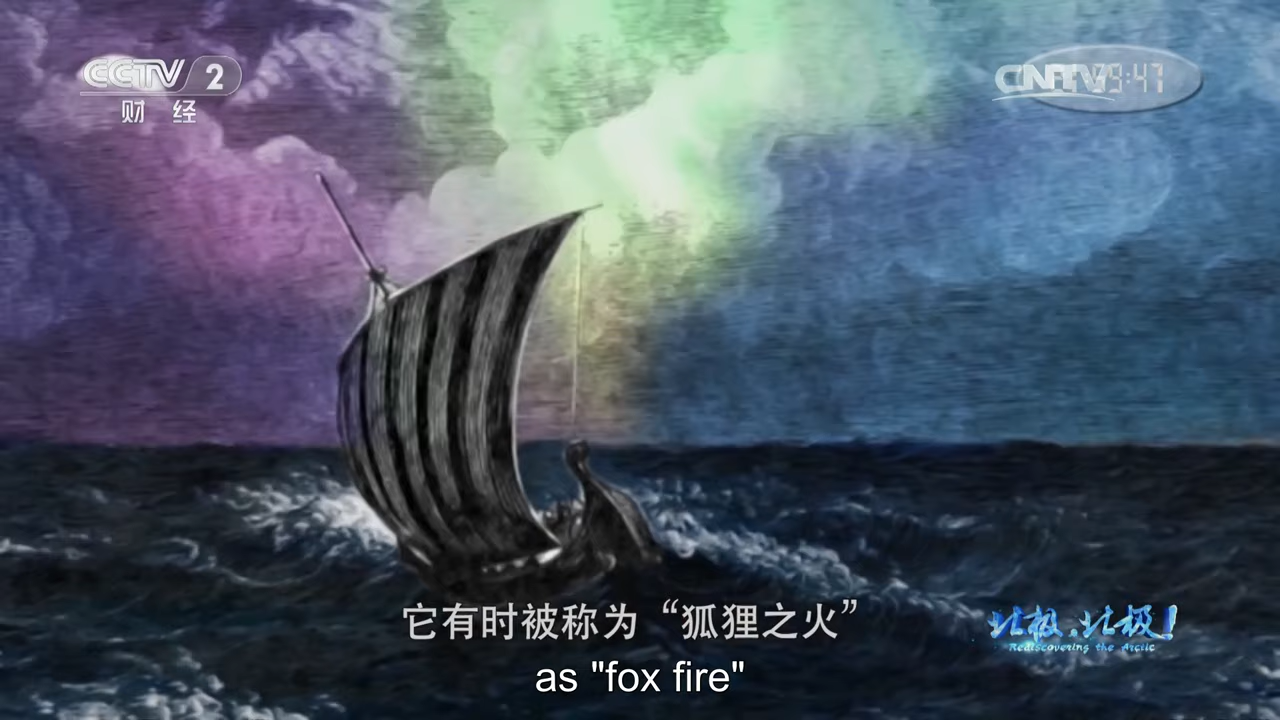 CCTV 2
财 经
它有时被称为“狐狸之火”
北极，北极！
Rediscovering the Arctic
as "fox fire"